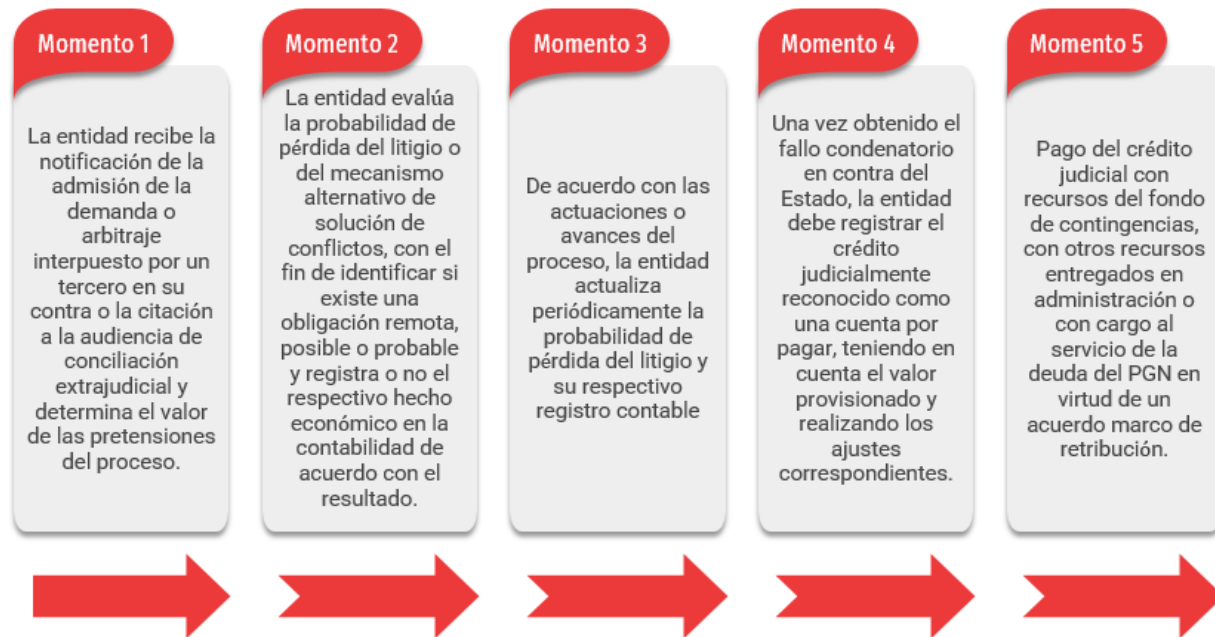 Momento 1
La entidad recibe la
notificación de la
admisión de la
demanda o
arbitraje
interpuesto por un
tercero en su
contra o la citación
a la audiencia de
conciliación
extrajudicial y
determina el valor
de las pretensiones
del proceso.
Momento 2
La entidad evalúa
la probabilidad de
pérdida del litigio o
del mecanismo
alternativo de
solución de
conflictos, con el
fin de identificar si
existe una
obligación remota,
posible o probable
y registra o no el
respectivo hecho
económico en la
contabilidad de
acuerdo con el
resultado.
Momento 3
De acuerdo con las
actuaciones o
avances del
proceso, la entidad
actualiza
periódicamente la
probabilidad de
pérdida del litigio y
su respectivo
registro contable
Momento 4
Una vez obtenido el
fallo condenatorio
en contra del
Estado, la entidad
debe registrar el
crédito
judicialmente
reconocido como
una cuenta por
pagar, teniendo en
cuenta el valor
provisionado y
realizando los
ajustes
correspondientes.
Momento 5
Pago del crédito
judicial con
recursos del fondo
de contingencias,
con otros recursos
entregados en
administración o
con cargo al
servicio de la
deuda del PGN en
virtud de un
acuerdo marco de
retribución.